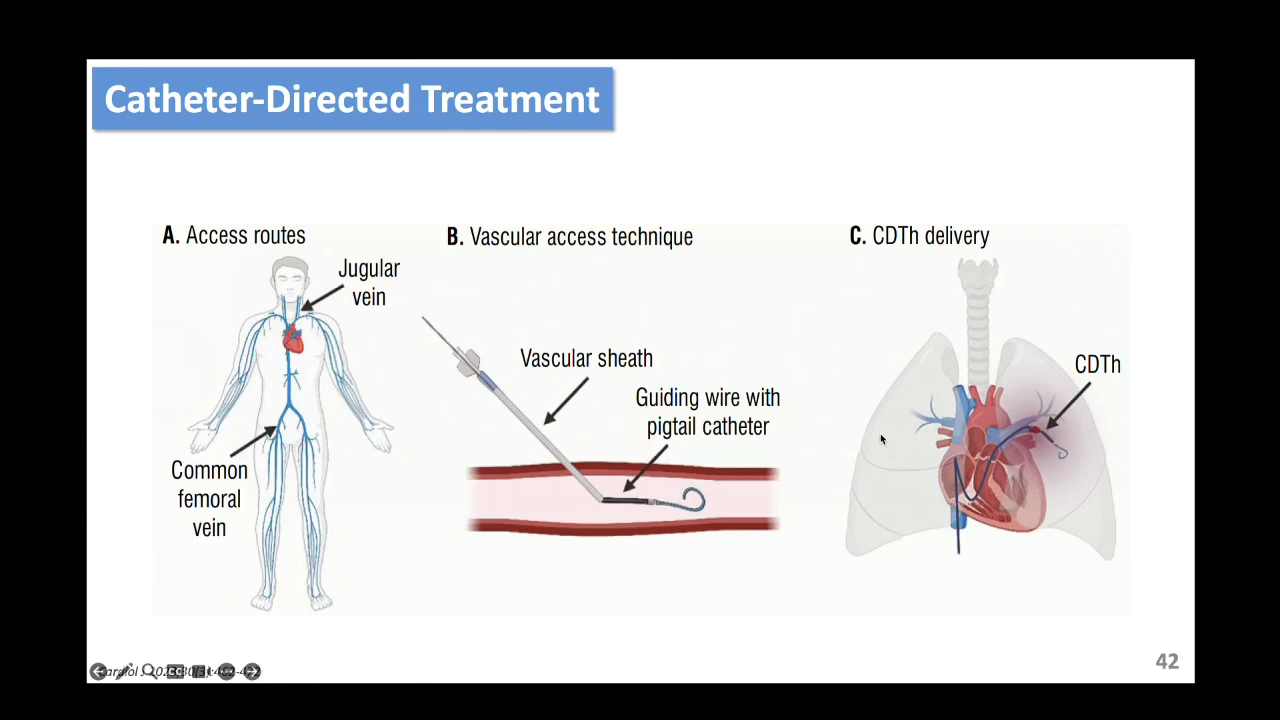 Catheter-Directed Treatment
A. Access routes
Jugular
vein
Common
femoral
vein
B. Vascular access technique
Vascular sheath
Guiding wire with
pigtail catheter
C. CDTh delivery
CDTh
42